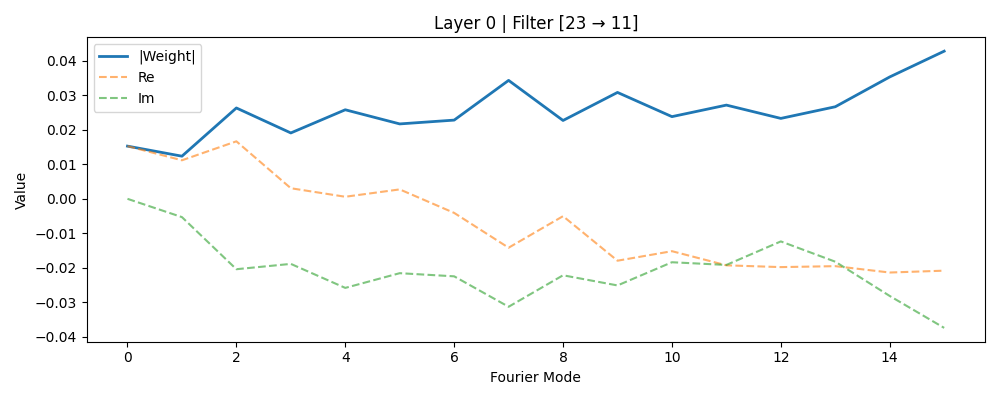 Layer 0 | Filter [23 → 11]
|Weight|
Re
Im
0.04
0.03
0.02
0.01
0.00
−0.01
−0.02
−0.03
−0.04
Value
0 2 4 6 8 10 12 14
Fourier Mode